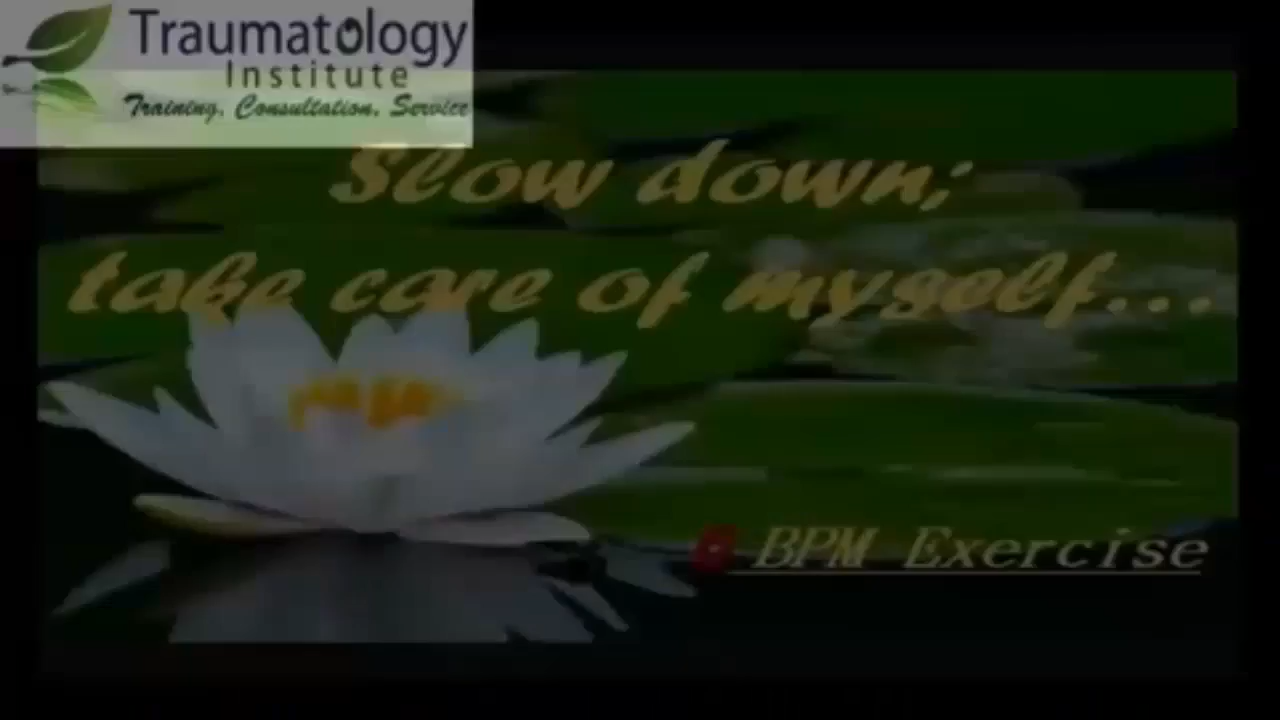 Traumatology
Institute
Training, Consultation, Service
Slow down;
take care of myself...
BPM Exercise